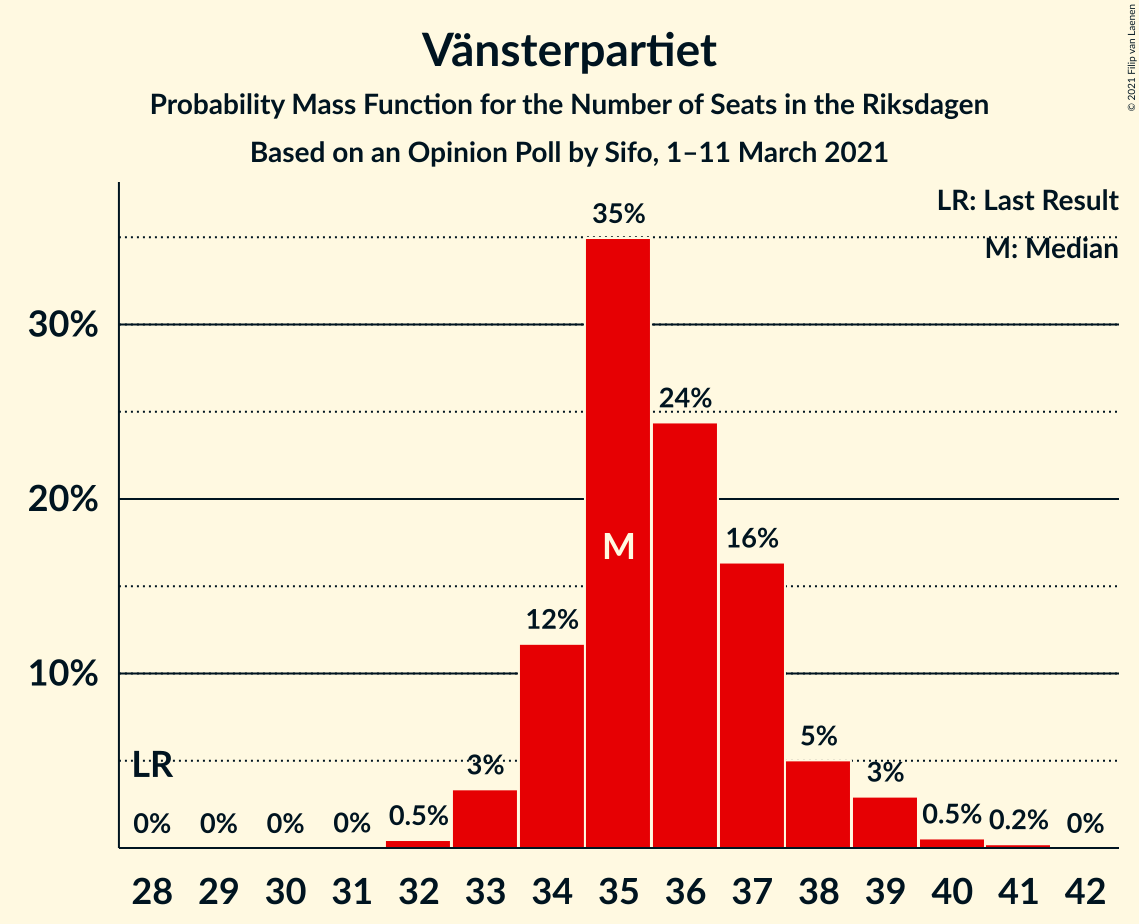 Vänsterpartiet
Probability Mass Function for the Number of Seats in the Riksdagen
Based on an Opinion Poll by Sifo, 1–11 March 2021
© 2021 Filip van Laenen
LR: Last Result
M: Median
35%
30%
24%
20%
M
16%
12%
10%
LR
3%
5%
3%
0%
0%
0%
0%
0.5%
0.5%
0.2%
0%
28 29 30 31 32 33 34 35 36 37 38 39 40 41 42